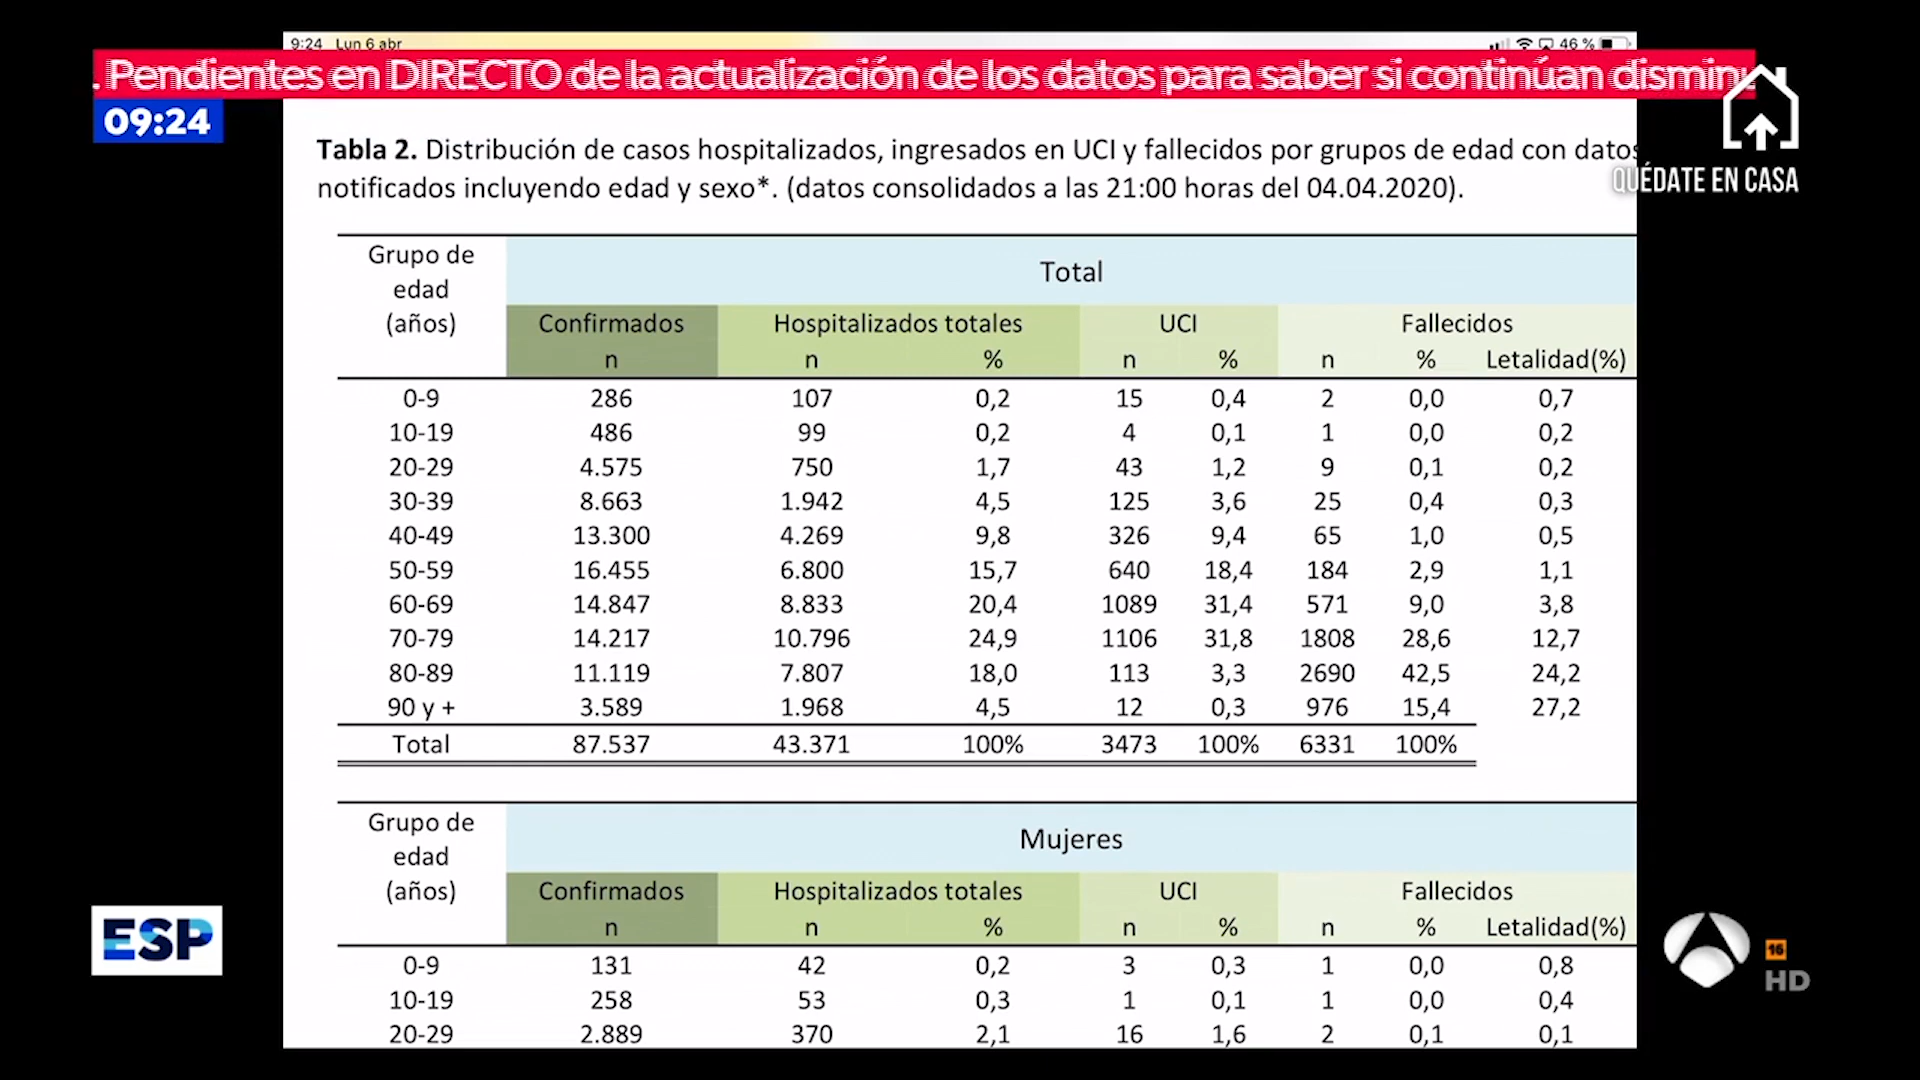 9:24 Lun 6 abr
46 %
. Pendientes en DIRECTO de la actualización de los datos para saber si continúan dismin
09:24
QUÉDATE EN CASA
Tabla 2. Distribución de casos hospitalizados, ingresados en UCI y fallecidos por grupos de edad con datos
notificados incluyendo edad y sexo*. (datos consolidados a las 21:00 horas del 04.04.2020).
Grupo de
edad
(años)
Total
Confirmados Hospitalizados totales UCI Fallecidos
n n % n % n % Letalidad(%)
0-9 286 107 0,2 15 0,4 2 0,0 0,7
10-19 486 99 0,2 4 0,1 1 0,0 0,2
20-29 4.575 750 1,7 43 1,2 9 0,1 0,2
30-39 8.663 1.942 4,5 125 3,6 25 0,4 0,3
40-49 13.300 4.269 9,8 326 9,4 65 1,0 0,5
50-59 16.455 6.800 15,7 640 18,4 184 2,9 1,1
60-69 14.847 8.833 20,4 1089 31,4 571 9,0 3,8
70-79 14.217 10.796 24,9 1106 31,8 1808 28,6 12,7
80-89 11.119 7.807 18,0 113 3,3 2690 42,5 24,2
90 y + 3.589 1.968 4,5 12 0,3 976 15,4 27,2
Total 87.537 43.371 100% 3473 100% 6331 100%
Grupo de
edad
(años)
Mujeres
Confirmados Hospitalizados totales UCI Fallecidos
n n % n % n % Letalidad(%)
0-9 131 42 0,2 3 0,3 1 0,0 0,8
10-19 258 53 0,3 1 0,1 1 0,0 0,4
20-29 2.889 370 2,1 16 1,6 2 0,1 0,1
ESP
16
HD